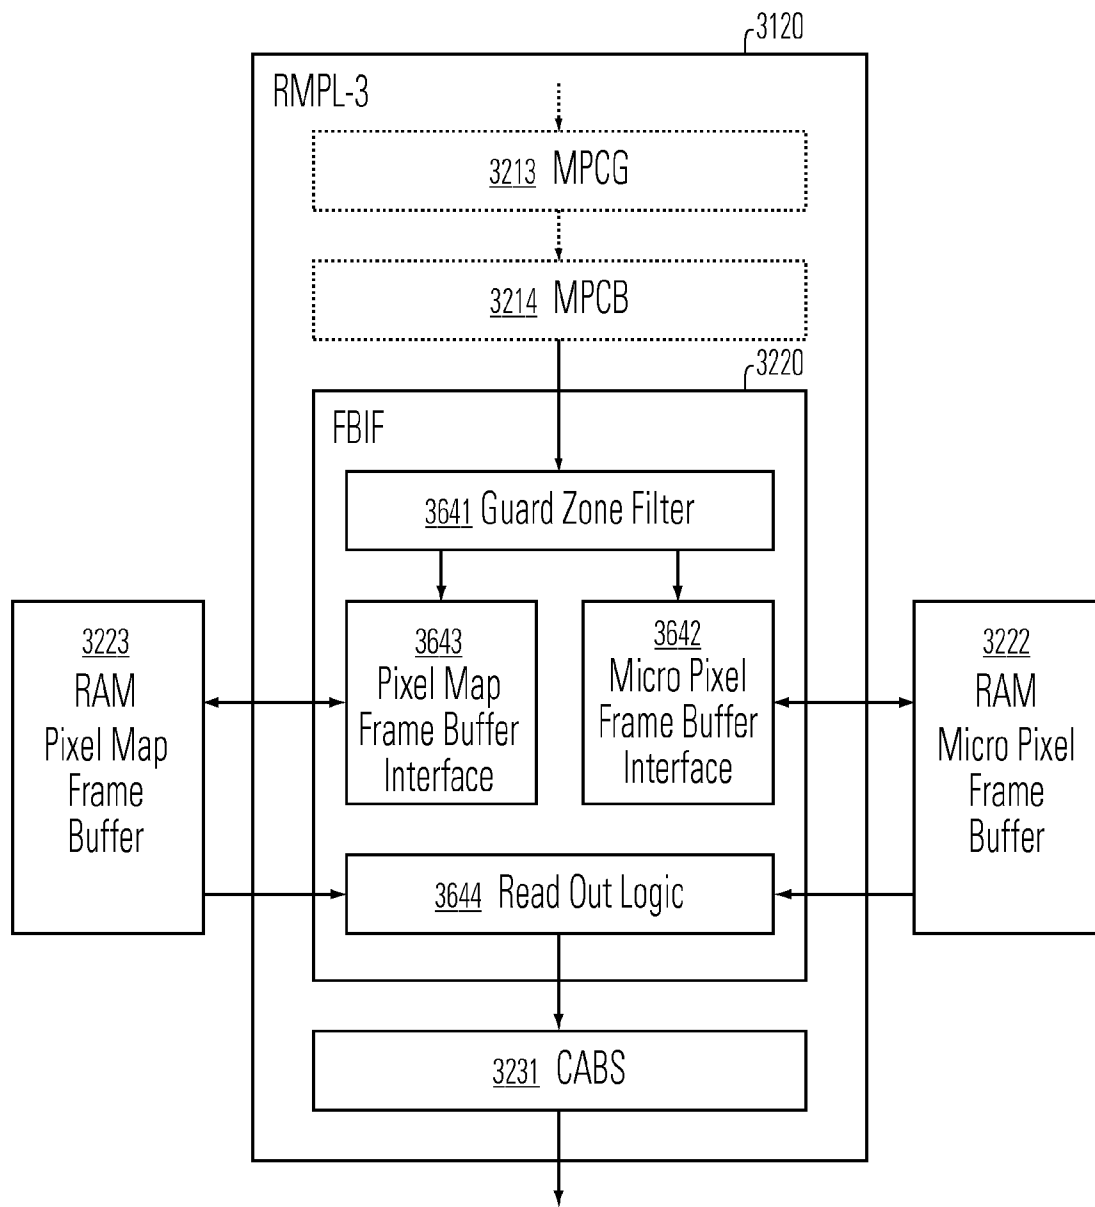 3120
RMPL-3
3213 MPCG
3214 MPCB
3220
FBIF
3641 Guard Zone Filter
3223
RAM
Pixel Map
Frame
Buffer
3643
Pixel Map
Frame Buffer
Interface
3642
Micro Pixel
Frame Buffer
Interface
3222
RAM
Micro Pixel
Frame
Buffer
3644 Read Out Logic
3231 CABS